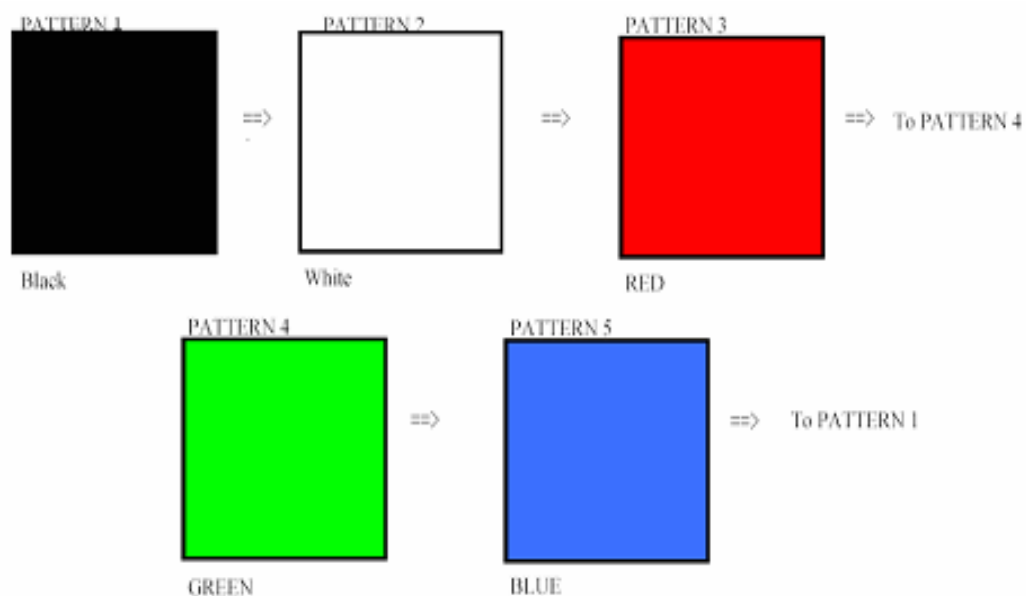 PATTERN 1
PATTERN 2
PATTERN 3
==>
==>
==> To PATTERN 4
Black
White
RED
PATTERN 4
PATTERN 5
==>
==> To PATTERN 1
GREEN
BLUE